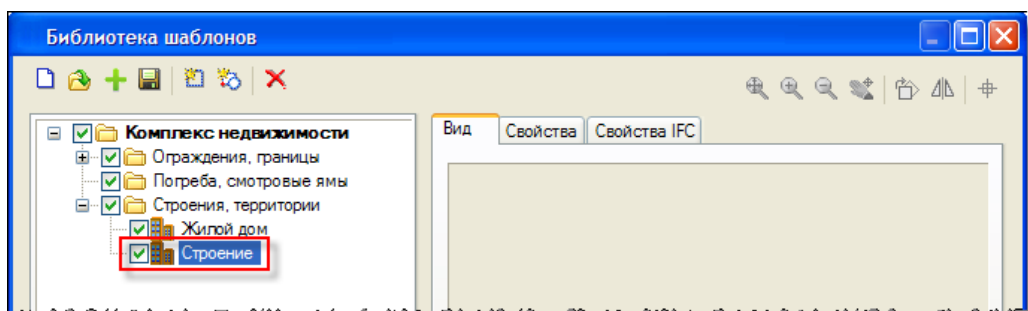 Библиотека шаблонов
Комплекс недвижимости
Ограждения, границы
Погреба, смотровые ямы
Строения, территории
Жилой дом
Строение
Вид Свойства Свойства IFC